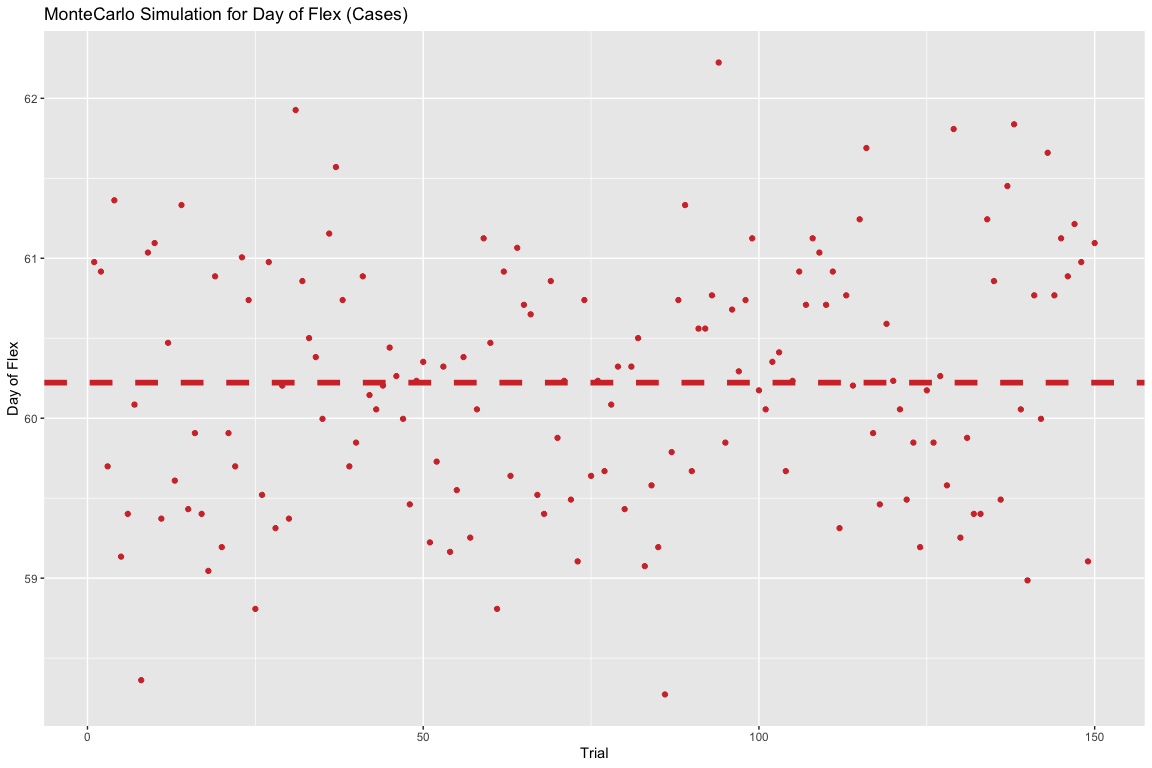 MonteCarlo Simulation for Day of Flex (Cases)
Day of Flex
62
61
60
59
0
50
100
150
Trial